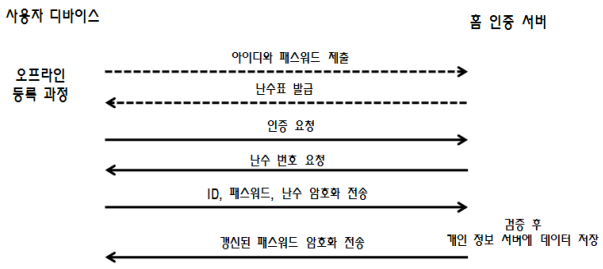 사용자 디바이스
홈 인증 서버
아이디와 패스워드 제출
오프라인
등록 과정
난수표 발급
인증 요청
난수 번호 요청
ID, 패스워드, 난수 암호화 전송
검증 후
개인 정보 서버에 데이터 저장
갱신된 패스워드 암호화 전송